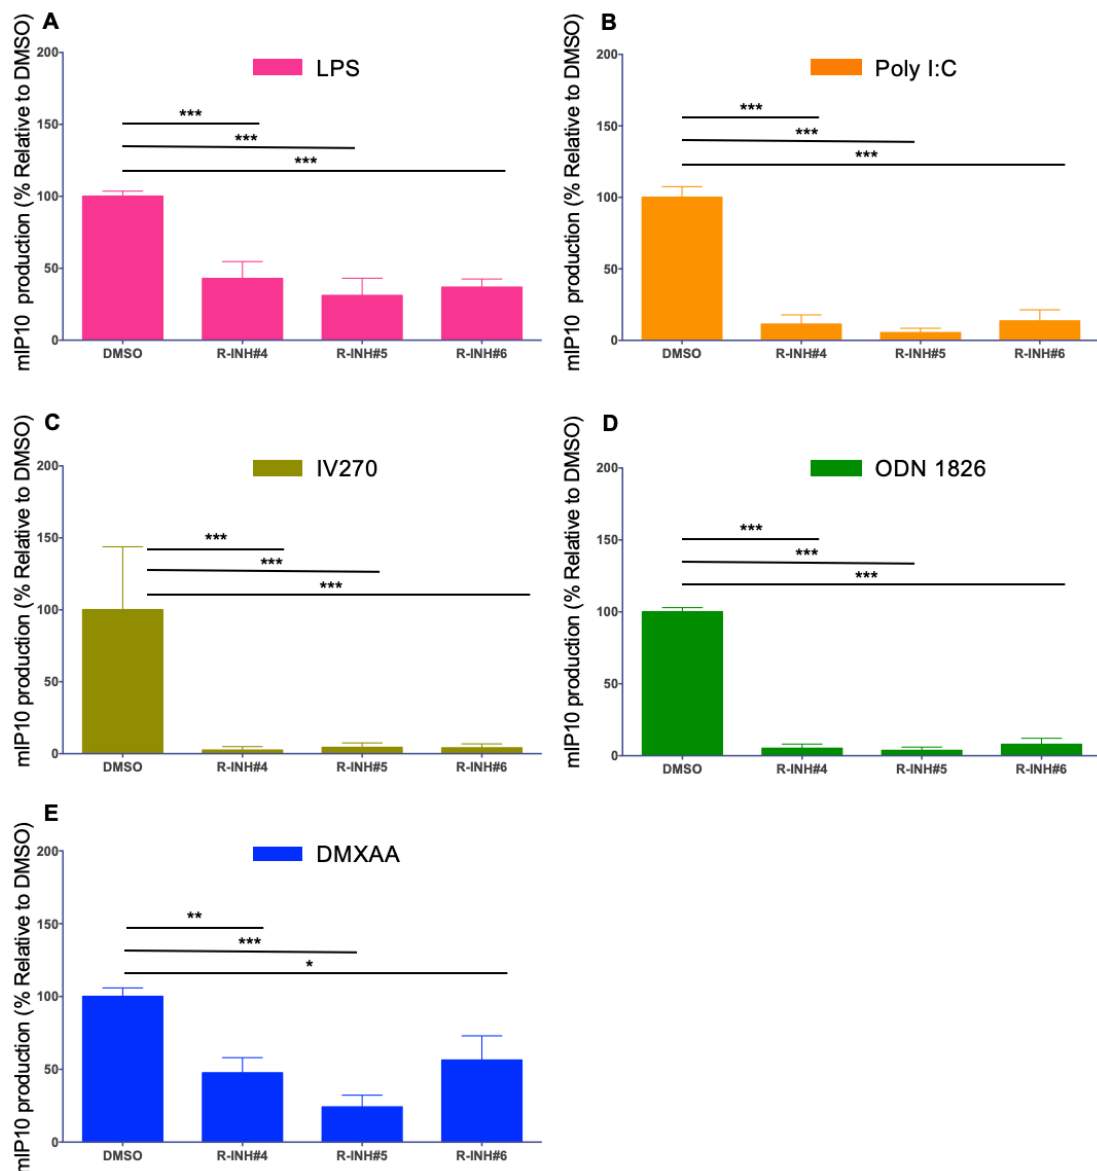 A
mIP10 production (% Relative to DMSO)
LPS
200
150
100
50
0
***
***
***
DMSO R-INH#4 R-INH#5 R-INH#6
B
mIP10 production (% Relative to DMSO)
Poly I:C
200
150
100
50
0
***
***
***
DMSO R-INH#4 R-INH#5 R-INH#6
C
mIP10 production (% Relative to DMSO)
IV270
200
150
100
50
0
***
***
***
DMSO R-INH#4 R-INH#5 R-INH#6
D
mIP10 production (% Relative to DMSO)
ODN 1826
200
150
100
50
0
***
***
***
DMSO R-INH#4 R-INH#5 R-INH#6
E
mIP10 production (% Relative to DMSO)
DMXAA
200
150
100
50
0
**
***
*
DMSO R-INH#4 R-INH#5 R-INH#6